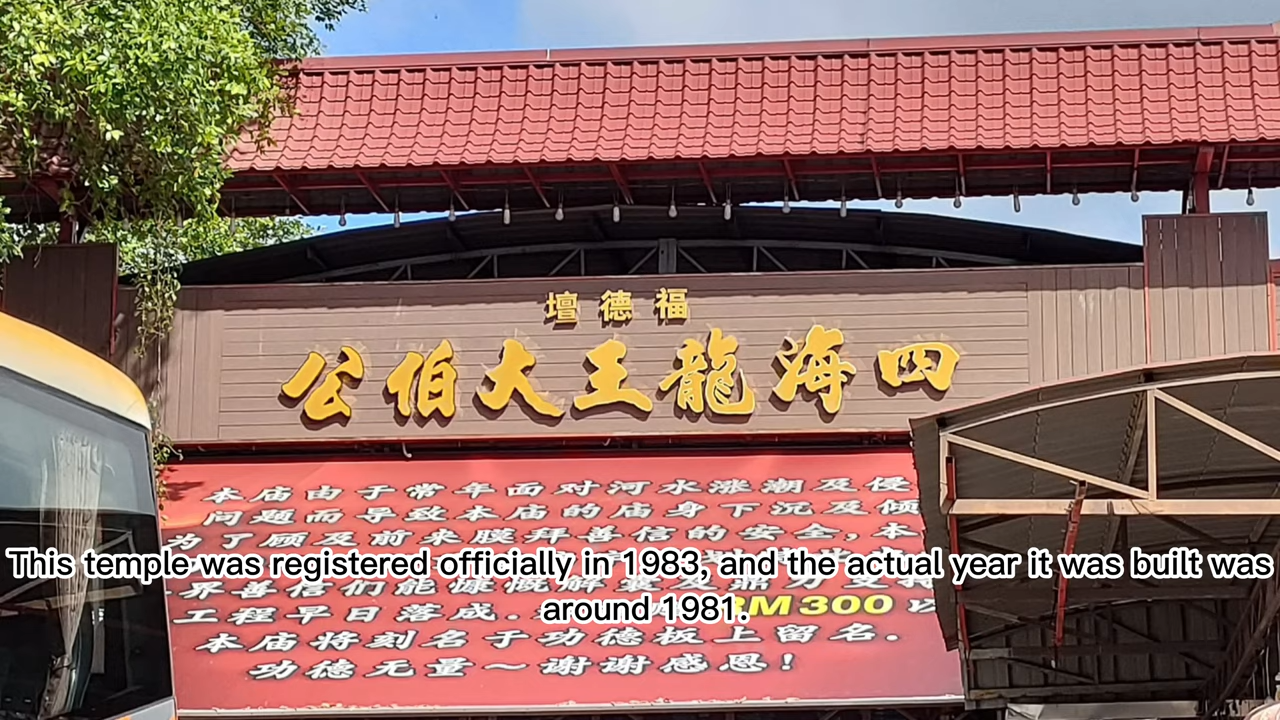 福德壇
四海龍王大伯公
本庙由于常年面对河水涨潮及侵
问题而导致本庙的庙身下沉及倾
为了顾及前来膜拜善信的安全,本
界善信们能慷慨解囊及鼎力支持
工程早日落成. RM300 以
本庙将刻名于功德板上留名.
功德无量~谢谢感恩!
This temple was registered officially in 1983, and the actual year it was built was
around 1981.